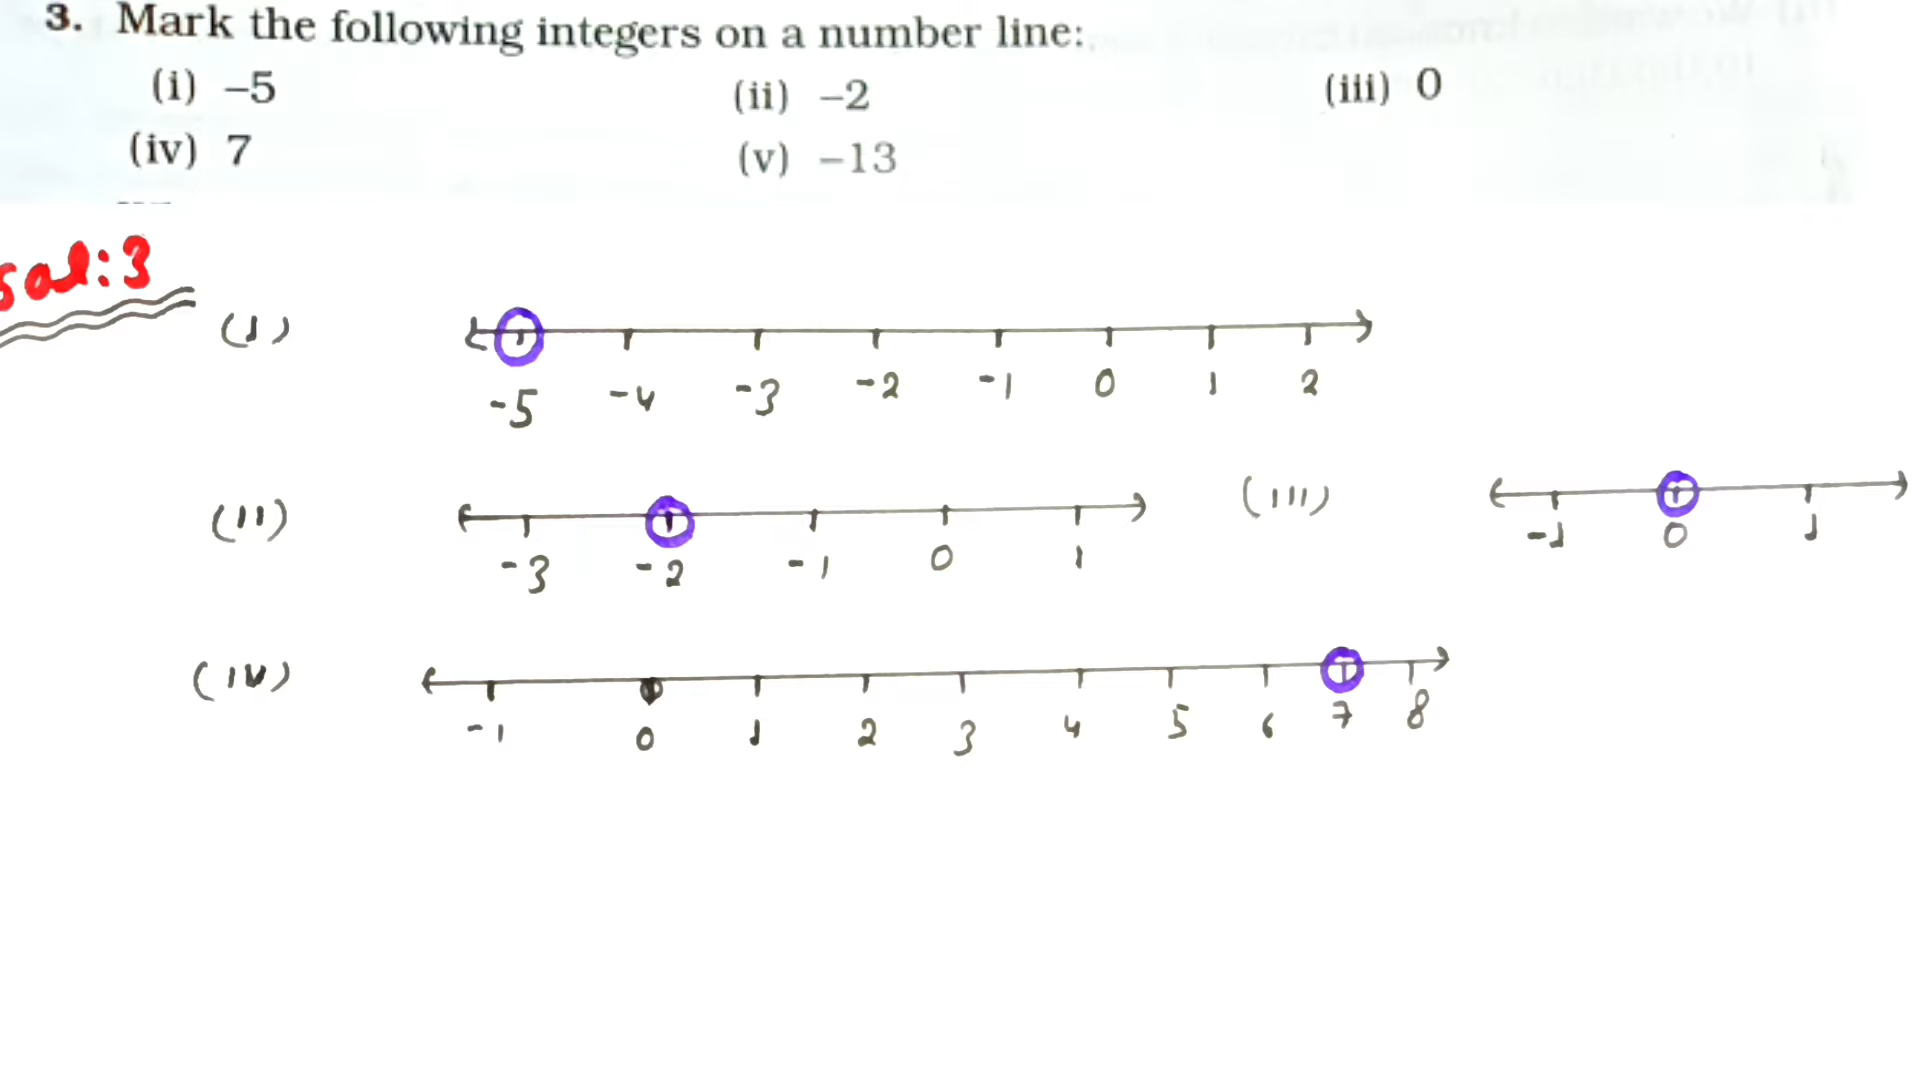 3. Mark the following integers on a number line:
(i) –5 (ii) –2 (iii) 0
(iv) 7 (v) –13
sol:3
(I)
-5 -4 -3 -2 -1 0 1 2
(II)
-3 -2 -1 0 1
(III)
-1 0 1
(IV)
-1 0 1 2 3 4 5 6 7 8